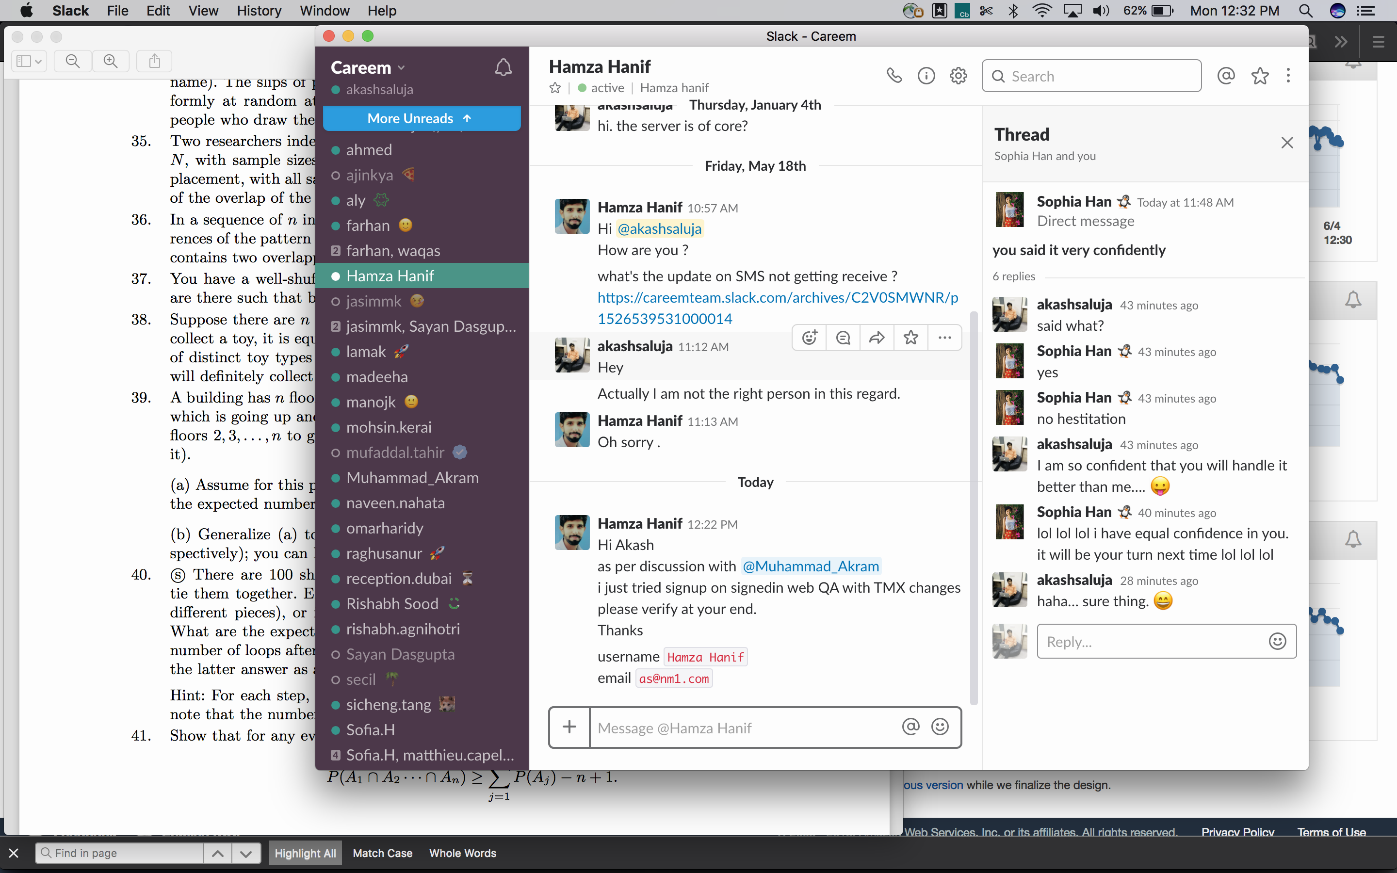 Slack File Edit View History Window Help
62% Mon 12:32 PM
Slack - Careem
name). The slips of
formly at random at
people who draw the
35. Two researchers inde
N, with sample sizes
placement, with all sa
of the overlap of the
36. In a sequence of n in
rences of the pattern
contains two overlapp
37. You have a well-shuf
are there such that b
38. Suppose there are n
collect a toy, it is equ
of distinct toy types
will definitely collect
39. A building has n floo
which is going up and
floors 2, 3, . . . , n to g
it).
(a) Assume for this p
the expected number
(b) Generalize (a) to
spectively); you can
40. Ⓢ There are 100 sh
tie them together. E
different pieces), or
What are the expect
number of loops after
the latter answer as a
Hint: For each step,
note that the numbe
41. Show that for any ev
P(A₁ ∩ A₂ · · · ∩ Aₙ) ≥ ∑ P(Aⱼ) − n + 1.
j=1
Careem
akashsaluja
More Unreads ↑
ahmed
ajinkya
aly
farhan
2 farhan, waqas
Hamza Hanif
jasimmk
2 jasimmk, Sayan Dasgup...
lamak
madeeha
manojk
mohsin.kerai
mufaddal.tahir
Muhammad_Akram
naveen.nahata
omarharidy
raghusanur
reception.dubai
Rishabh Sood
rishabh.agnihotri
Sayan Dasgupta
secil
sicheng.tang
Sofia.H
4 Sofia.H, matthieu.capel...
Hamza Hanif
active | Hamza hanif
Search
akashsaluja Thursday, January 4th
hi. the server is of core?
Friday, May 18th
Hamza Hanif 10:57 AM
Hi @akashsaluja
How are you ?
what's the update on SMS not getting receive ?
https://careemteam.slack.com/archives/C2V0SMWNR/p
1526539531000014
akashsaluja 11:12 AM
Hey
Actually I am not the right person in this regard.
Hamza Hanif 11:13 AM
Oh sorry .
Today
Hamza Hanif 12:22 PM
Hi Akash
as per discussion with @Muhammad_Akram
i just tried signup on signedin web QA with TMX changes
please verify at your end.
Thanks
username Hamza Hanif
email as@nm1.com
Message @Hamza Hanif
Thread
Sophia Han and you
Sophia Han Today at 11:48 AM
Direct message
you said it very confidently
6 replies
akashsaluja 43 minutes ago
said what?
Sophia Han 43 minutes ago
yes
Sophia Han 43 minutes ago
no hestitation
akashsaluja 43 minutes ago
I am so confident that you will handle it
better than me....
Sophia Han 40 minutes ago
lol lol lol i have equal confidence in you.
it will be your turn next time lol lol lol
akashsaluja 28 minutes ago
haha... sure thing.
Reply...
6/4
12:30
ous version while we finalize the design.
Web Services, Inc. or its affiliates. All rights reserved. Privacy Policy Terms of Use
Find in page
Highlight All Match Case Whole Words